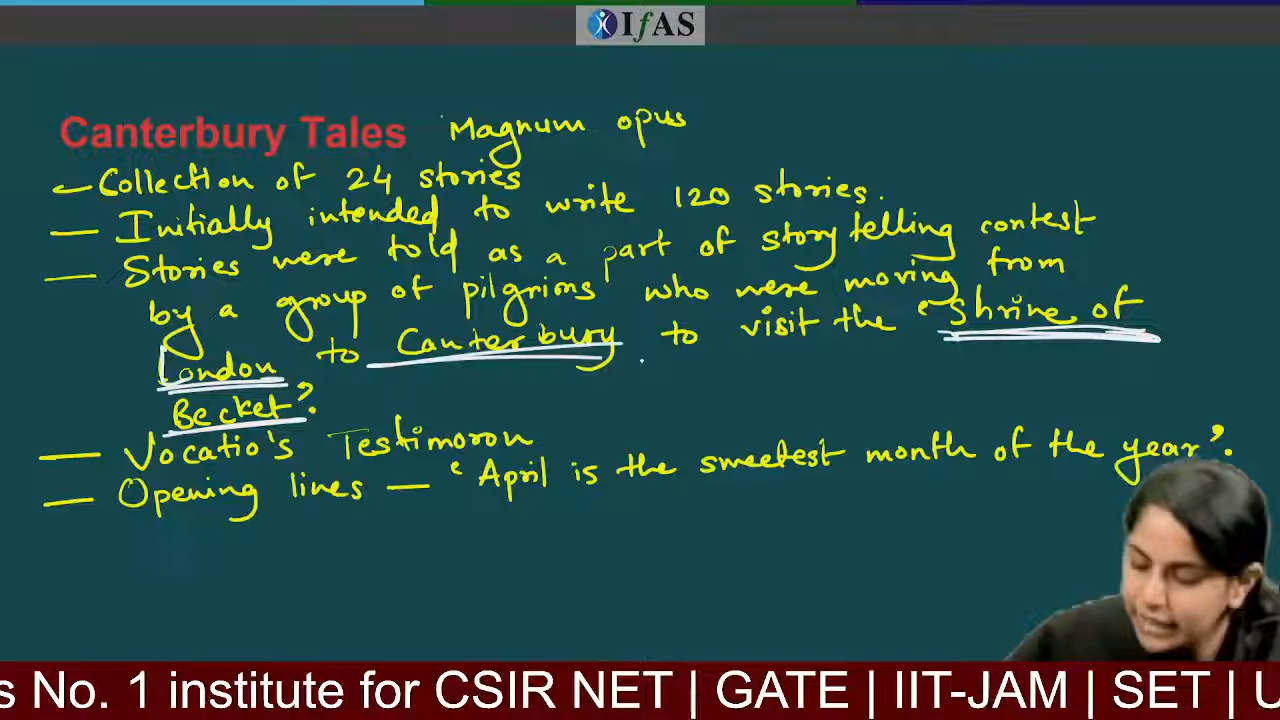 IfAS
Canterbury Tales Magnum opus
— Collection of 24 stories
— Initially intended to write 120 stories.
— Stories were told as a part of story telling contest
by a group of pilgrims who were moving from
London to Canterbury to visit the 'Shrine of
Becket'.
— Vocatio's Testimoron
— Opening lines — 'April is the sweetest month of the year'.
s No. 1 institute for CSIR NET | GATE | IIT-JAM | SET | U